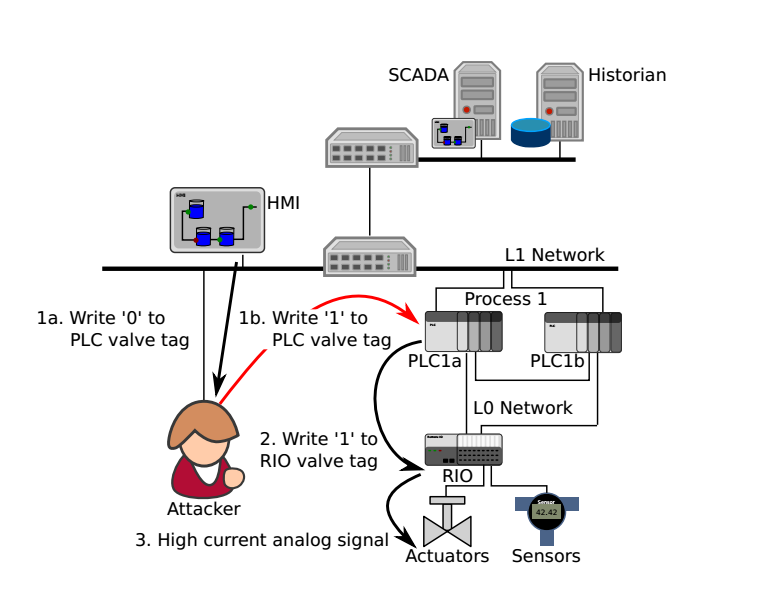 SCADA
Historian
HMI
HMI
L1 Network
Process 1
1a. Write '0' to
PLC valve tag
1b. Write '1' to
PLC valve tag
PLC1a
PLC1b
L0 Network
2. Write '1' to
RIO valve tag
RIO
Attacker
Sensor
42.42
3. High current analog signal
Actuators
Sensors